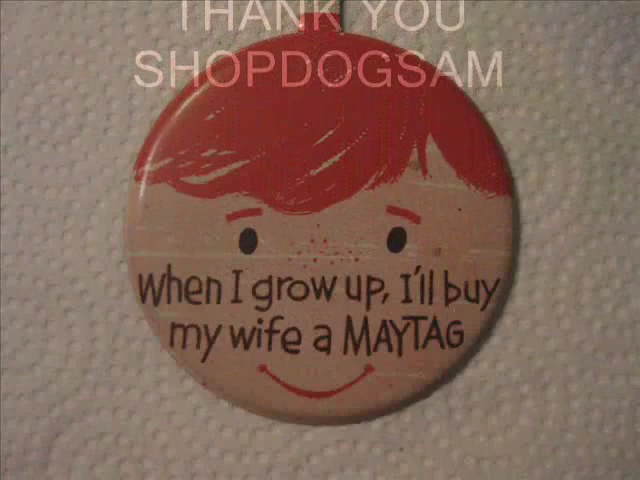 THANK YOU
SHOPDOGSAM
When I grow up, I'll buy
my wife a MAYTAG